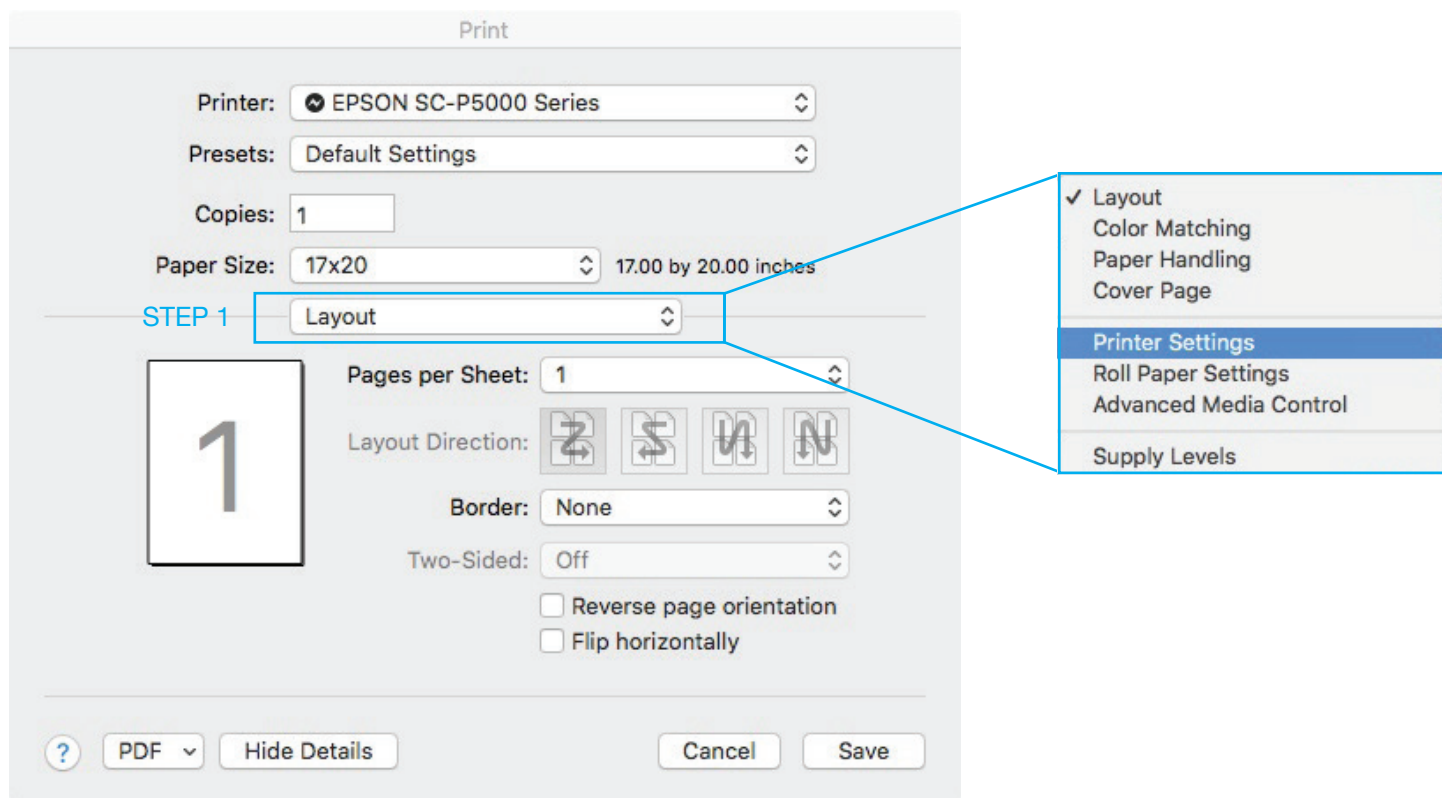 Print
Printer: EPSON SC-P5000 Series
Presets: Default Settings
Copies: 1
Paper Size: 17x20 17.00 by 20.00 inches
STEP 1 Layout
1
Pages per Sheet: 1
Layout Direction:
Border: None
Two-Sided: Off
Reverse page orientation
Flip horizontally
? PDF Hide Details Cancel Save
✓ Layout
Color Matching
Paper Handling
Cover Page
Printer Settings
Roll Paper Settings
Advanced Media Control
Supply Levels